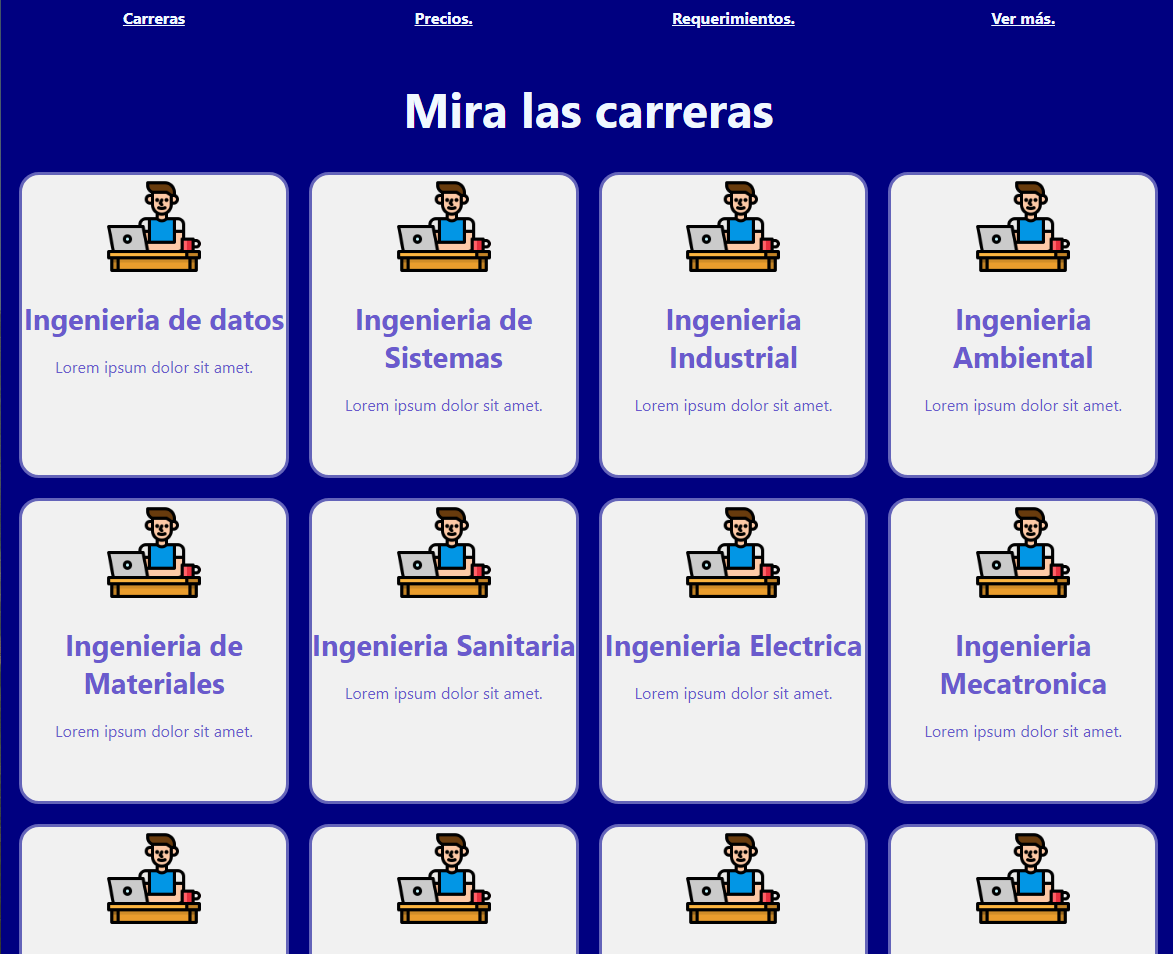 Carreras
Precios.
Requerimientos.
Ver más.
Mira las carreras
Ingenieria de datos
Lorem ipsum dolor sit amet.
Ingenieria de
Sistemas
Lorem ipsum dolor sit amet.
Ingenieria
Industrial
Lorem ipsum dolor sit amet.
Ingenieria
Ambiental
Lorem ipsum dolor sit amet.
Ingenieria de
Materiales
Lorem ipsum dolor sit amet.
Ingenieria Sanitaria
Lorem ipsum dolor sit amet.
Ingenieria Electrica
Lorem ipsum dolor sit amet.
Ingenieria
Mecatronica
Lorem ipsum dolor sit amet.